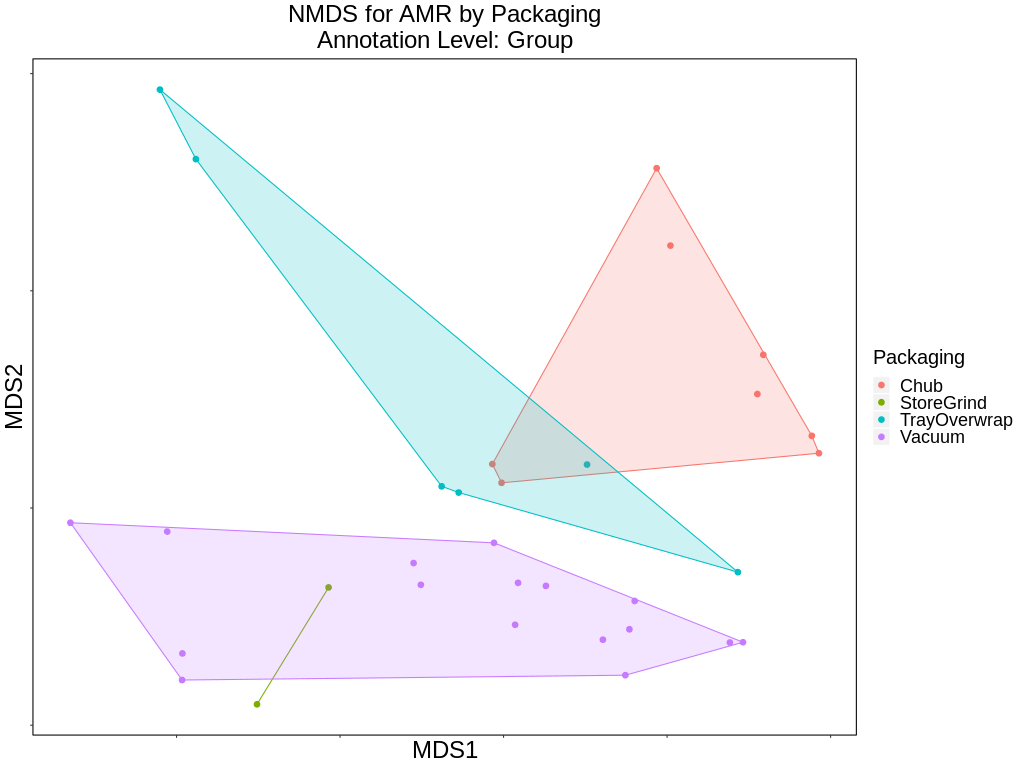 NMDS for AMR by Packaging
Annotation Level: Group
MDS2
MDS1
Packaging
Chub
StoreGrind
TrayOverwrap
Vacuum